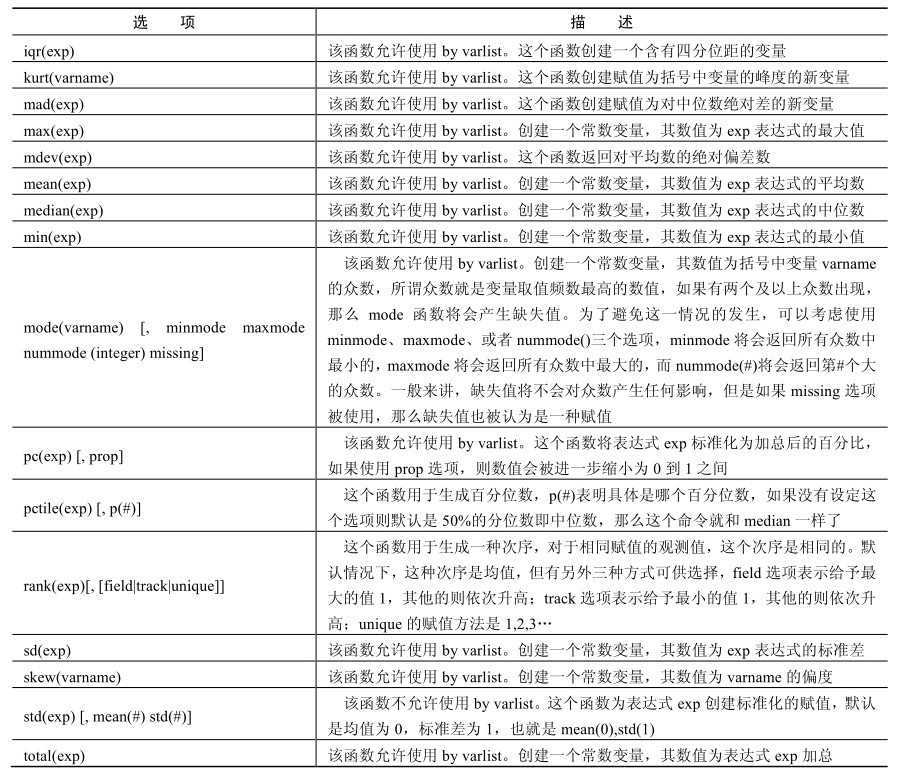 选 项 描 述
iqr(exp) 该函数允许使用 by varlist。这个函数创建一个含有四分位距的变量
kurt(varname) 该函数允许使用 by varlist。这个函数创建赋值为括号中变量的峰度的新变量
mad(exp) 该函数允许使用 by varlist。这个函数创建赋值为对中位数绝对差的新变量
max(exp) 该函数允许使用 by varlist。创建一个常数变量，其数值为 exp 表达式的最大值
mdev(exp) 该函数允许使用 by varlist。这个函数返回对平均数的绝对偏差数
mean(exp) 该函数允许使用 by varlist。创建一个常数变量，其数值为 exp 表达式的平均数
median(exp) 该函数允许使用 by varlist。创建一个常数变量，其数值为 exp 表达式的中位数
min(exp) 该函数允许使用 by varlist。创建一个常数变量，其数值为 exp 表达式的最小值
mode(varname) [, minmode maxmode
nummode (integer) missing]
该函数允许使用 by varlist。创建一个常数变量，其数值为括号中变量 varname
的众数，所谓众数就是变量取值频数最高的数值，如果有两个及以上众数出现，
那么 mode 函数将会产生缺失值。为了避免这一情况的发生，可以考虑使用
minmode、maxmode、或者 nummode()三个选项，minmode 将会返回所有众数中
最小的，maxmode 将会返回所有众数中最大的，而 nummode(#)将会返回第#个大
的众数。一般来讲，缺失值将不会对众数产生任何影响，但是如果 missing 选项
被使用，那么缺失值也被认为是一种赋值
pc(exp) [, prop]
该函数允许使用 by varlist。这个函数将表达式 exp 标准化为加总后的百分比，
如果使用 prop 选项，则数值会被进一步缩小为 0 到 1 之间
pctile(exp) [, p(#)]
这个函数用于生成百分位数，p(#)表明具体是哪个百分位数，如果没有设定这
个选项则默认是 50%的分位数即中位数，那么这个命令就和 median 一样了
rank(exp)[, [field|track|unique]]
这个函数用于生成一种次序，对于相同赋值的观测值，这个次序是相同的。默
认情况下，这种次序是均值，但有另外三种方式可供选择，field 选项表示给予最
大的值 1，其他的则依次升高；track 选项表示给予最小的值 1，其他的则依次升
高；unique 的赋值方法是 1,2,3…
sd(exp) 该函数允许使用 by varlist。创建一个常数变量，其数值为 exp 表达式的标准差
skew(varname) 该函数允许使用 by varlist。创建一个常数变量，其数值为 varname 的偏度
std(exp) [, mean(#) std(#)]
该函数不允许使用 by varlist。这个函数为表达式 exp 创建标准化的赋值，默认
是均值为 0，标准差为 1，也就是 mean(0),std(1)
total(exp) 该函数允许使用 by varlist。创建一个常数变量，其数值为表达式 exp 加总